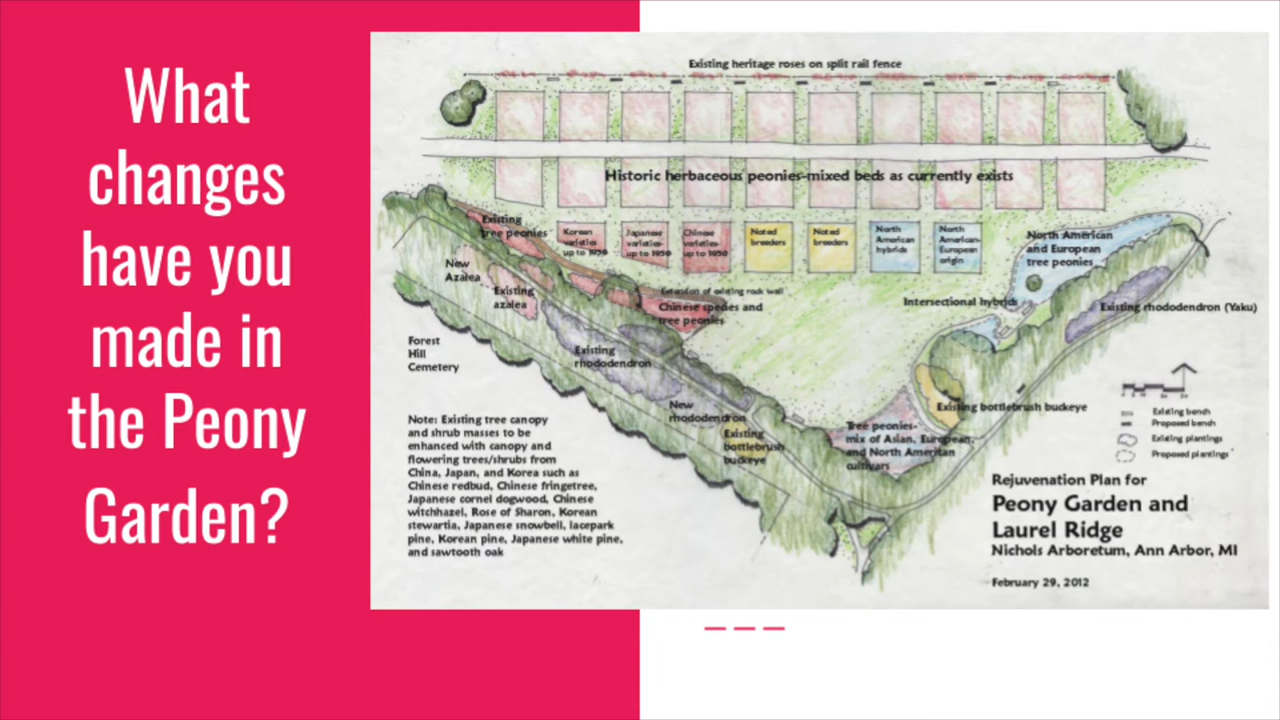 What
changes
have you
made in
the Peony
Garden?
Existing heritage roses on split rail fence
Historic herbaceous peonies-mixed beds as currently exists
Existing
tree peonies
Korean
varieties
up to 1950
Japanese
varieties-
up to 1950
Chinese
varieties-
up to 1950
Noted
breeders
Noted
breeders
North
American
hybrids
North
American-
European
origin
North American
and European
tree peonies
New
Azalea
Existing
azalea
Extension of existing rock wall
Chinese species and
tree peonies
Intersectional hybrids
Existing rhododendron (Yaku)
Forest
Hill
Cemetery
Existing
rhododendron
New
rhododendron
Existing
bottlebrush
buckeye
Existing bottlebrush buckeye
Tree peonies-
mix of Asian, European,
and North American
cultivars
Note: Existing tree canopy
and shrub masses to be
enhanced with canopy and
flowering trees/shrubs from
China, Japan, and Korea such as
Chinese redbud, Chinese fringetree,
Japanese cornel dogwood, Chinese
witchhazel, Rose of Sharon, Korean
stewartia, Japanese snowbell, lacepark
pine, Korean pine, Japanese white pine,
and sawtooth oak
Existing bench
Proposed bench
Existing plantings
Proposed plantings
Rejuvenation Plan for
Peony Garden and
Laurel Ridge
Nichols Arboretum, Ann Arbor, MI
February 29, 2012